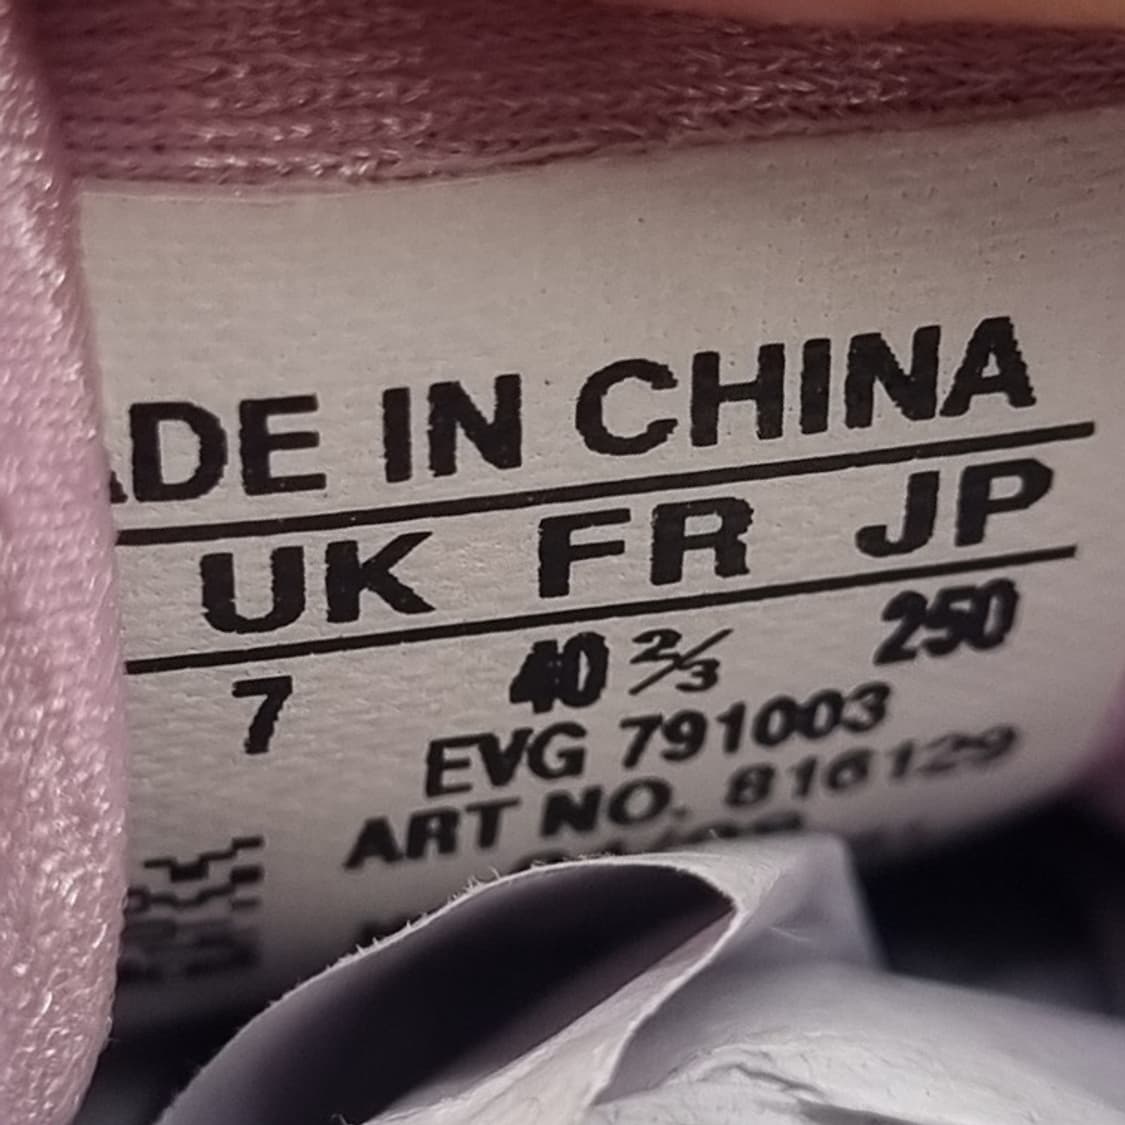 ADE IN CHINA
UK FR JP
7 40 2/3 250
EVG 791003
ART NO. 816129